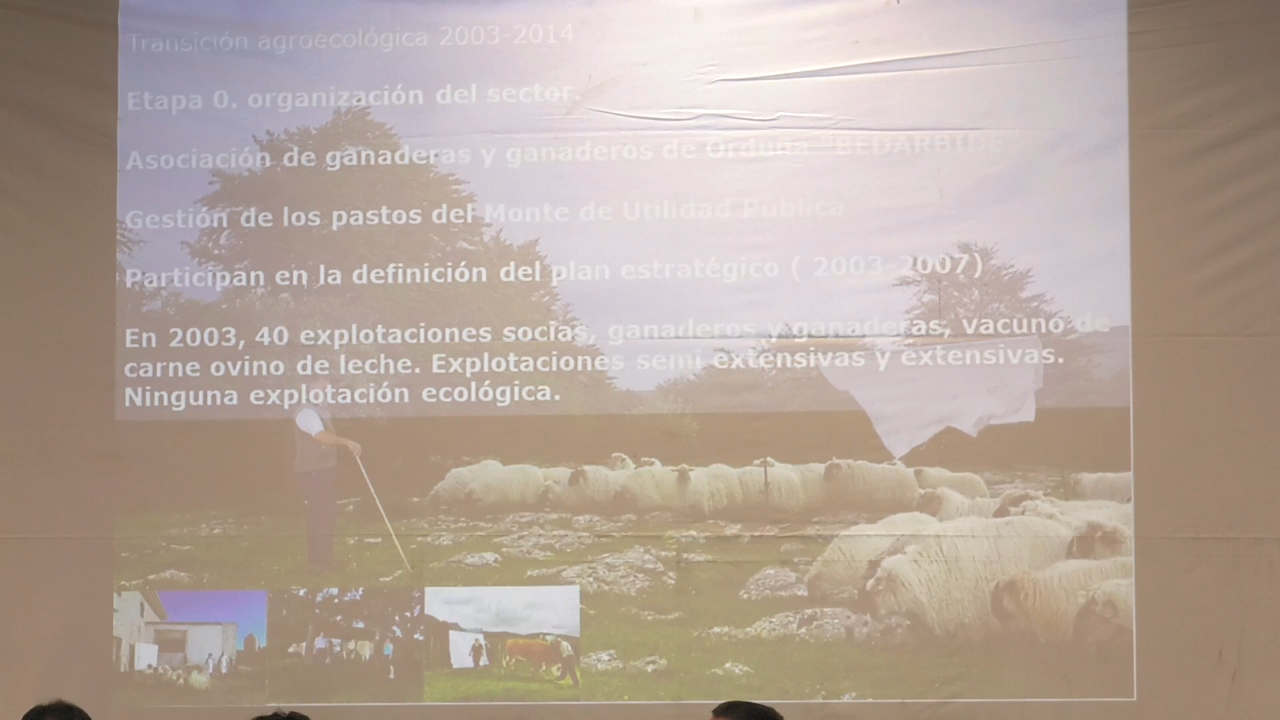 Transición agroecológica 2003-2014
Etapa 0. organización del sector.
Asociación de ganaderas y ganaderos de Orduña "BEDARBIDE"
Gestión de los pastos del Monte de Utilidad Pública
Participan en la definición del plan estratégico ( 2003-2007)
En 2003, 40 explotaciones socias, ganaderos y ganaderas, vacuno de
carne ovino de leche. Explotaciones semi extensivas y extensivas.
Ninguna explotación ecológica.